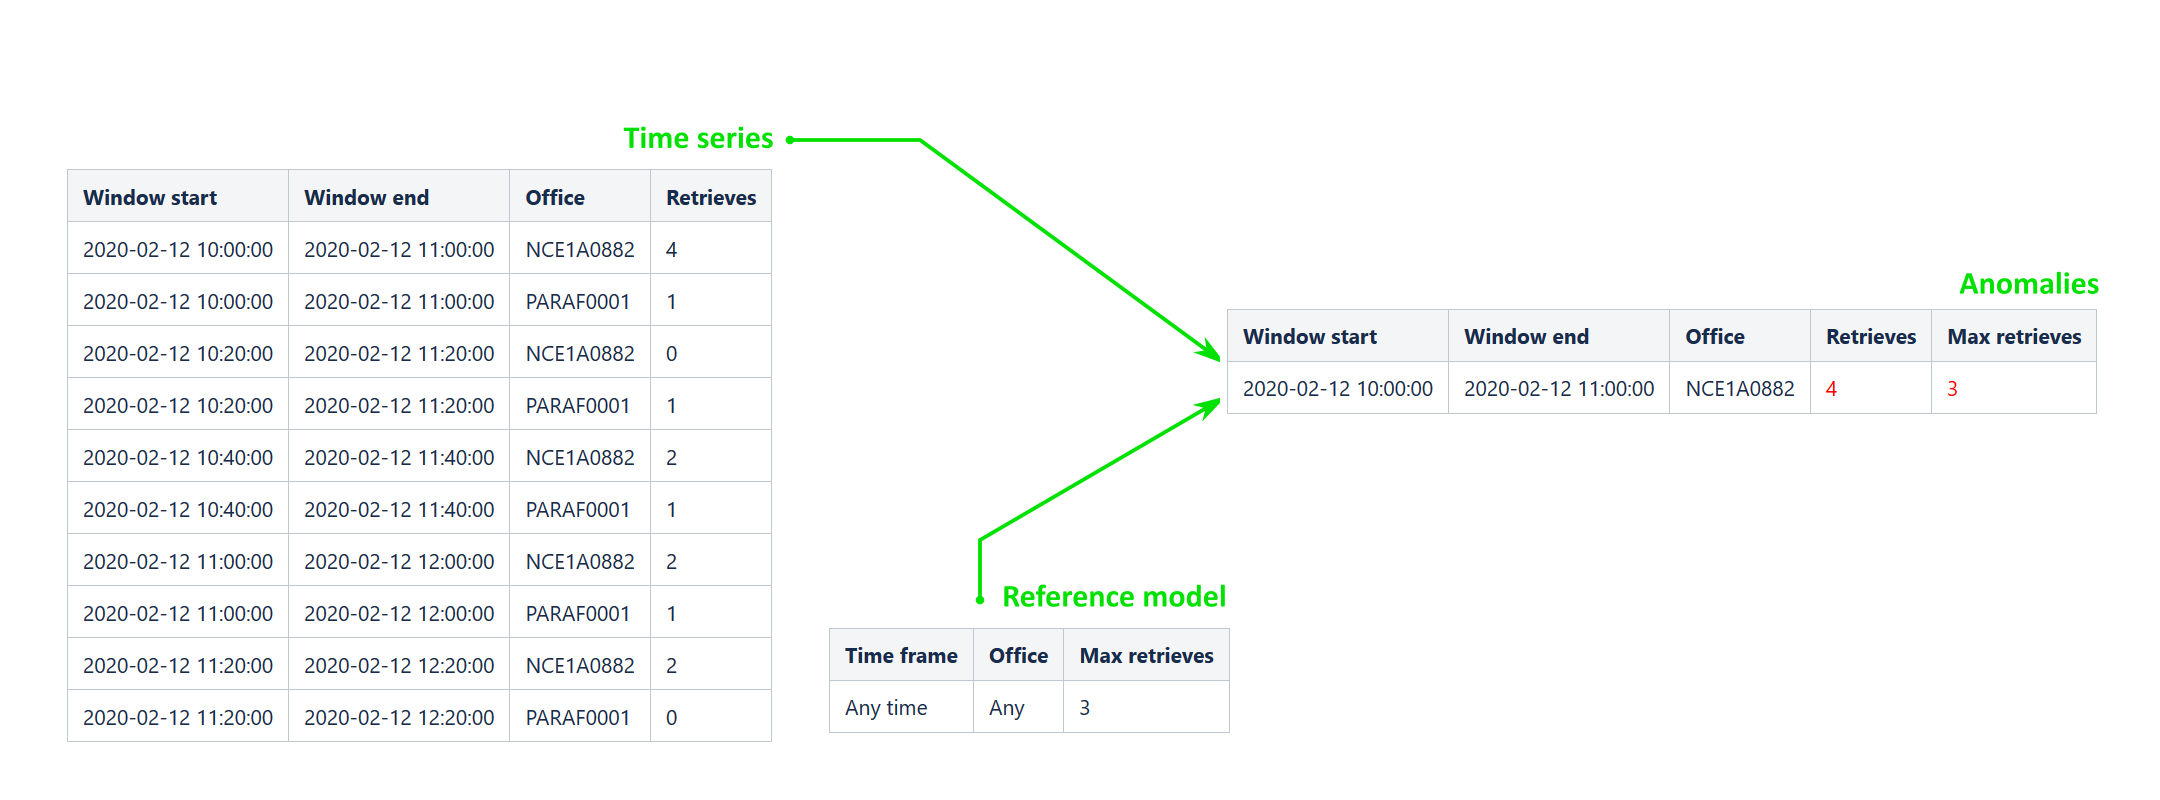 Time series
Window start Window end Office Retrieves
2020-02-12 10:00:00 2020-02-12 11:00:00 NCE1A0882 4
2020-02-12 10:00:00 2020-02-12 11:00:00 PARAF0001 1
2020-02-12 10:20:00 2020-02-12 11:20:00 NCE1A0882 0
2020-02-12 10:20:00 2020-02-12 11:20:00 PARAF0001 1
2020-02-12 10:40:00 2020-02-12 11:40:00 NCE1A0882 2
2020-02-12 10:40:00 2020-02-12 11:40:00 PARAF0001 1
2020-02-12 11:00:00 2020-02-12 12:00:00 NCE1A0882 2
2020-02-12 11:00:00 2020-02-12 12:00:00 PARAF0001 1
2020-02-12 11:20:00 2020-02-12 12:20:00 NCE1A0882 2
2020-02-12 11:20:00 2020-02-12 12:20:00 PARAF0001 0
Reference model
Time frame Office Max retrieves
Any time Any 3
Anomalies
Window start Window end Office Retrieves Max retrieves
2020-02-12 10:00:00 2020-02-12 11:00:00 NCE1A0882 4 3